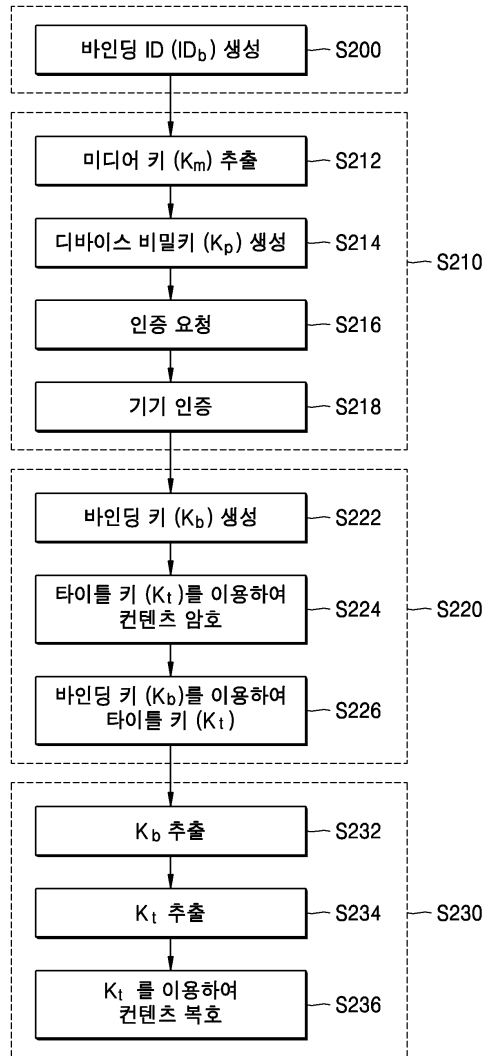 바인딩 ID (IDb) 생성
S200
미디어 키 (Km) 추출
S212
디바이스 비밀키 (Kp) 생성
S214
S210
인증 요청
S216
기기 인증
S218
바인딩 키 (Kb) 생성
S222
타이틀 키 (Kt)를 이용하여
컨텐츠 암호
S224
S220
바인딩 키 (Kb)를 이용하여
타이틀 키 (Kt)
S226
Kb 추출
S232
Kt 추출
S234
S230
Kt 를 이용하여
컨텐츠 복호
S236